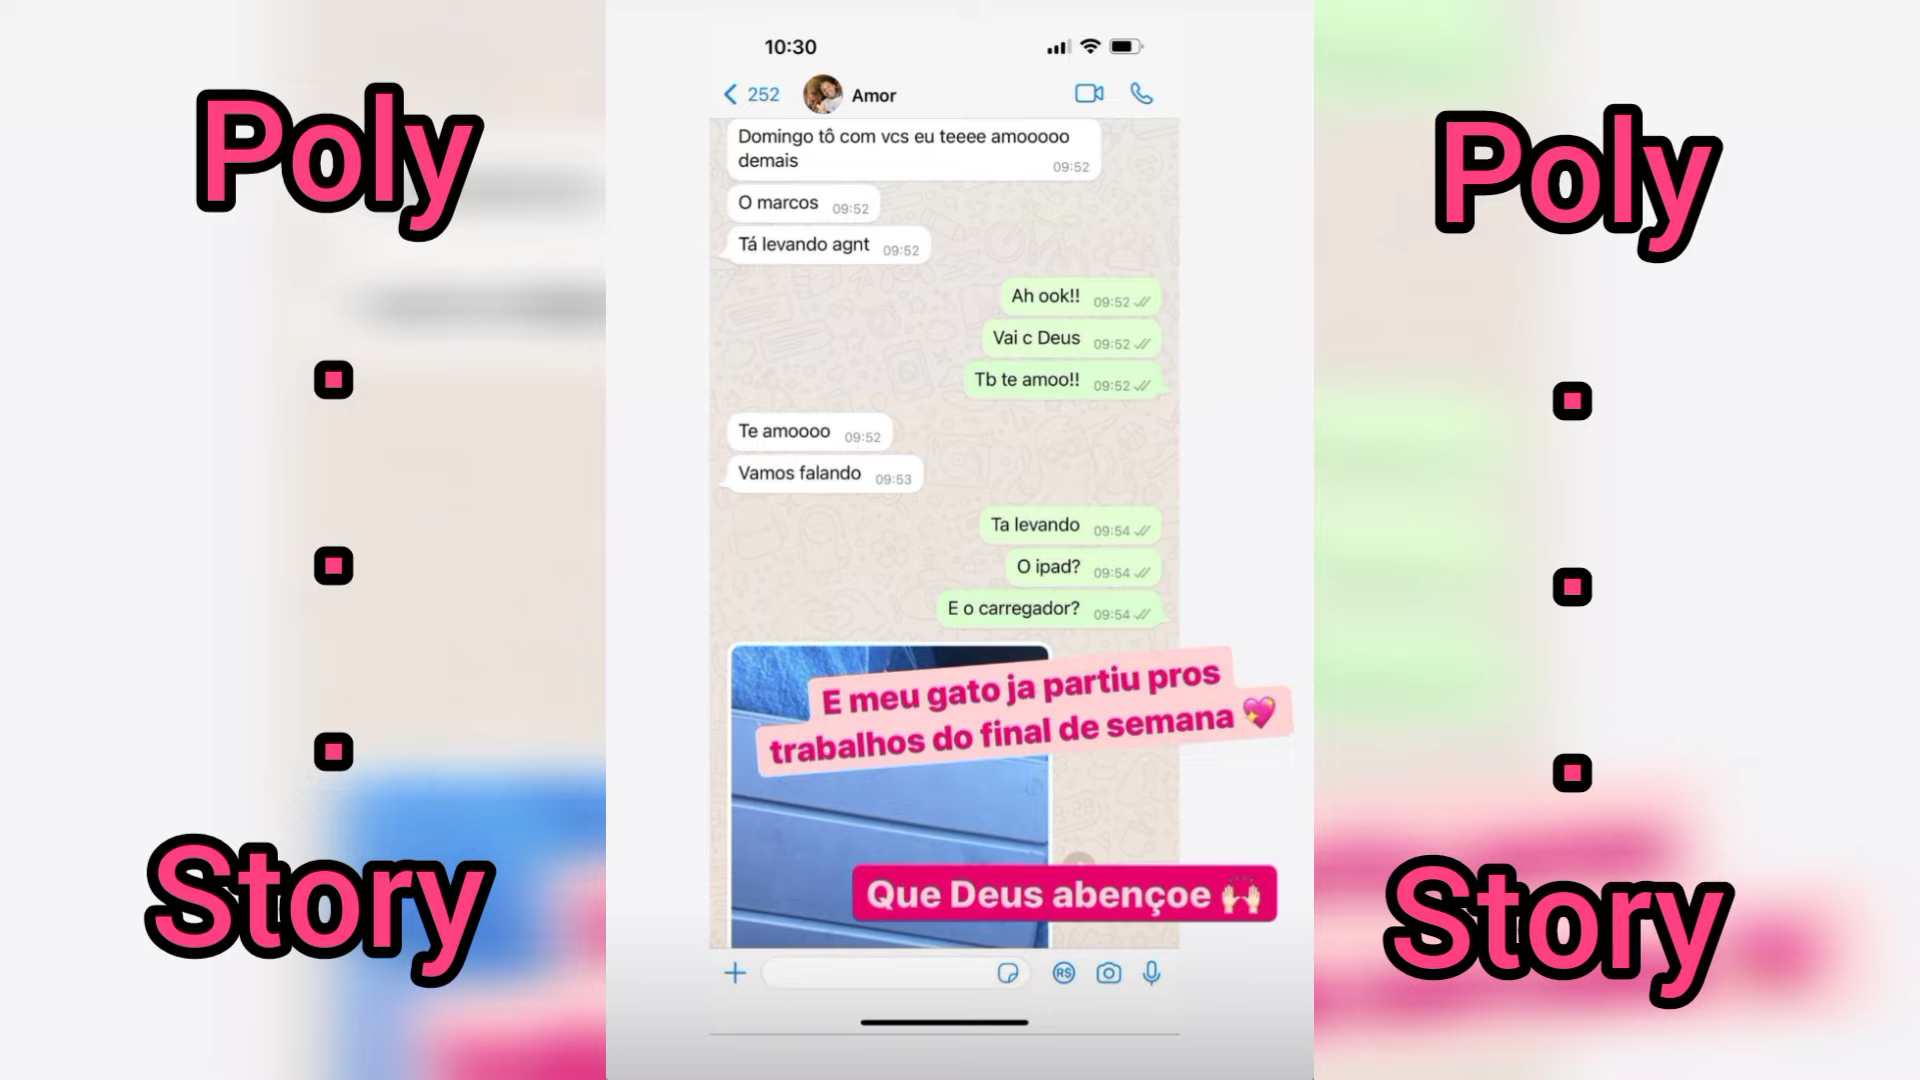 Poly
Story
10:30
252
Amor
Domingo tô com vcs eu teeee amooooo
demais
09:52
O marcos 09:52
Tá levando agnt 09:52
Ah ook!! 09:52
Vai c Deus 09:52
Tb te amoo!! 09:52
Te amoooo 09:52
Vamos falando 09:53
Ta levando 09:54
O ipad? 09:54
E o carregador? 09:54
E meu gato ja partiu pros
trabalhos do final de semana 💖
Que Deus abençoe 🙌🏻
R$
Poly
Story